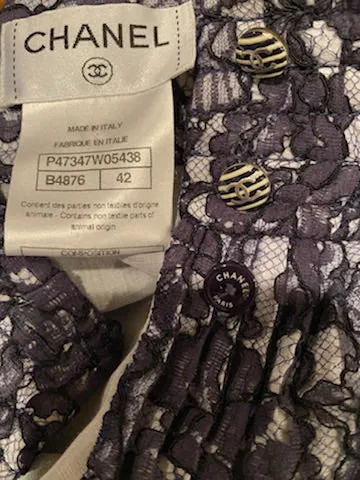 CHANEL
MADE IN ITALY
FABRIQUE EN ITALIE
P47347W05438
B4876 42
Contient des parties non textiles d'origine
animale - Contains non textile parts of
animal origin
COMPOSITION
CHANEL
PARIS